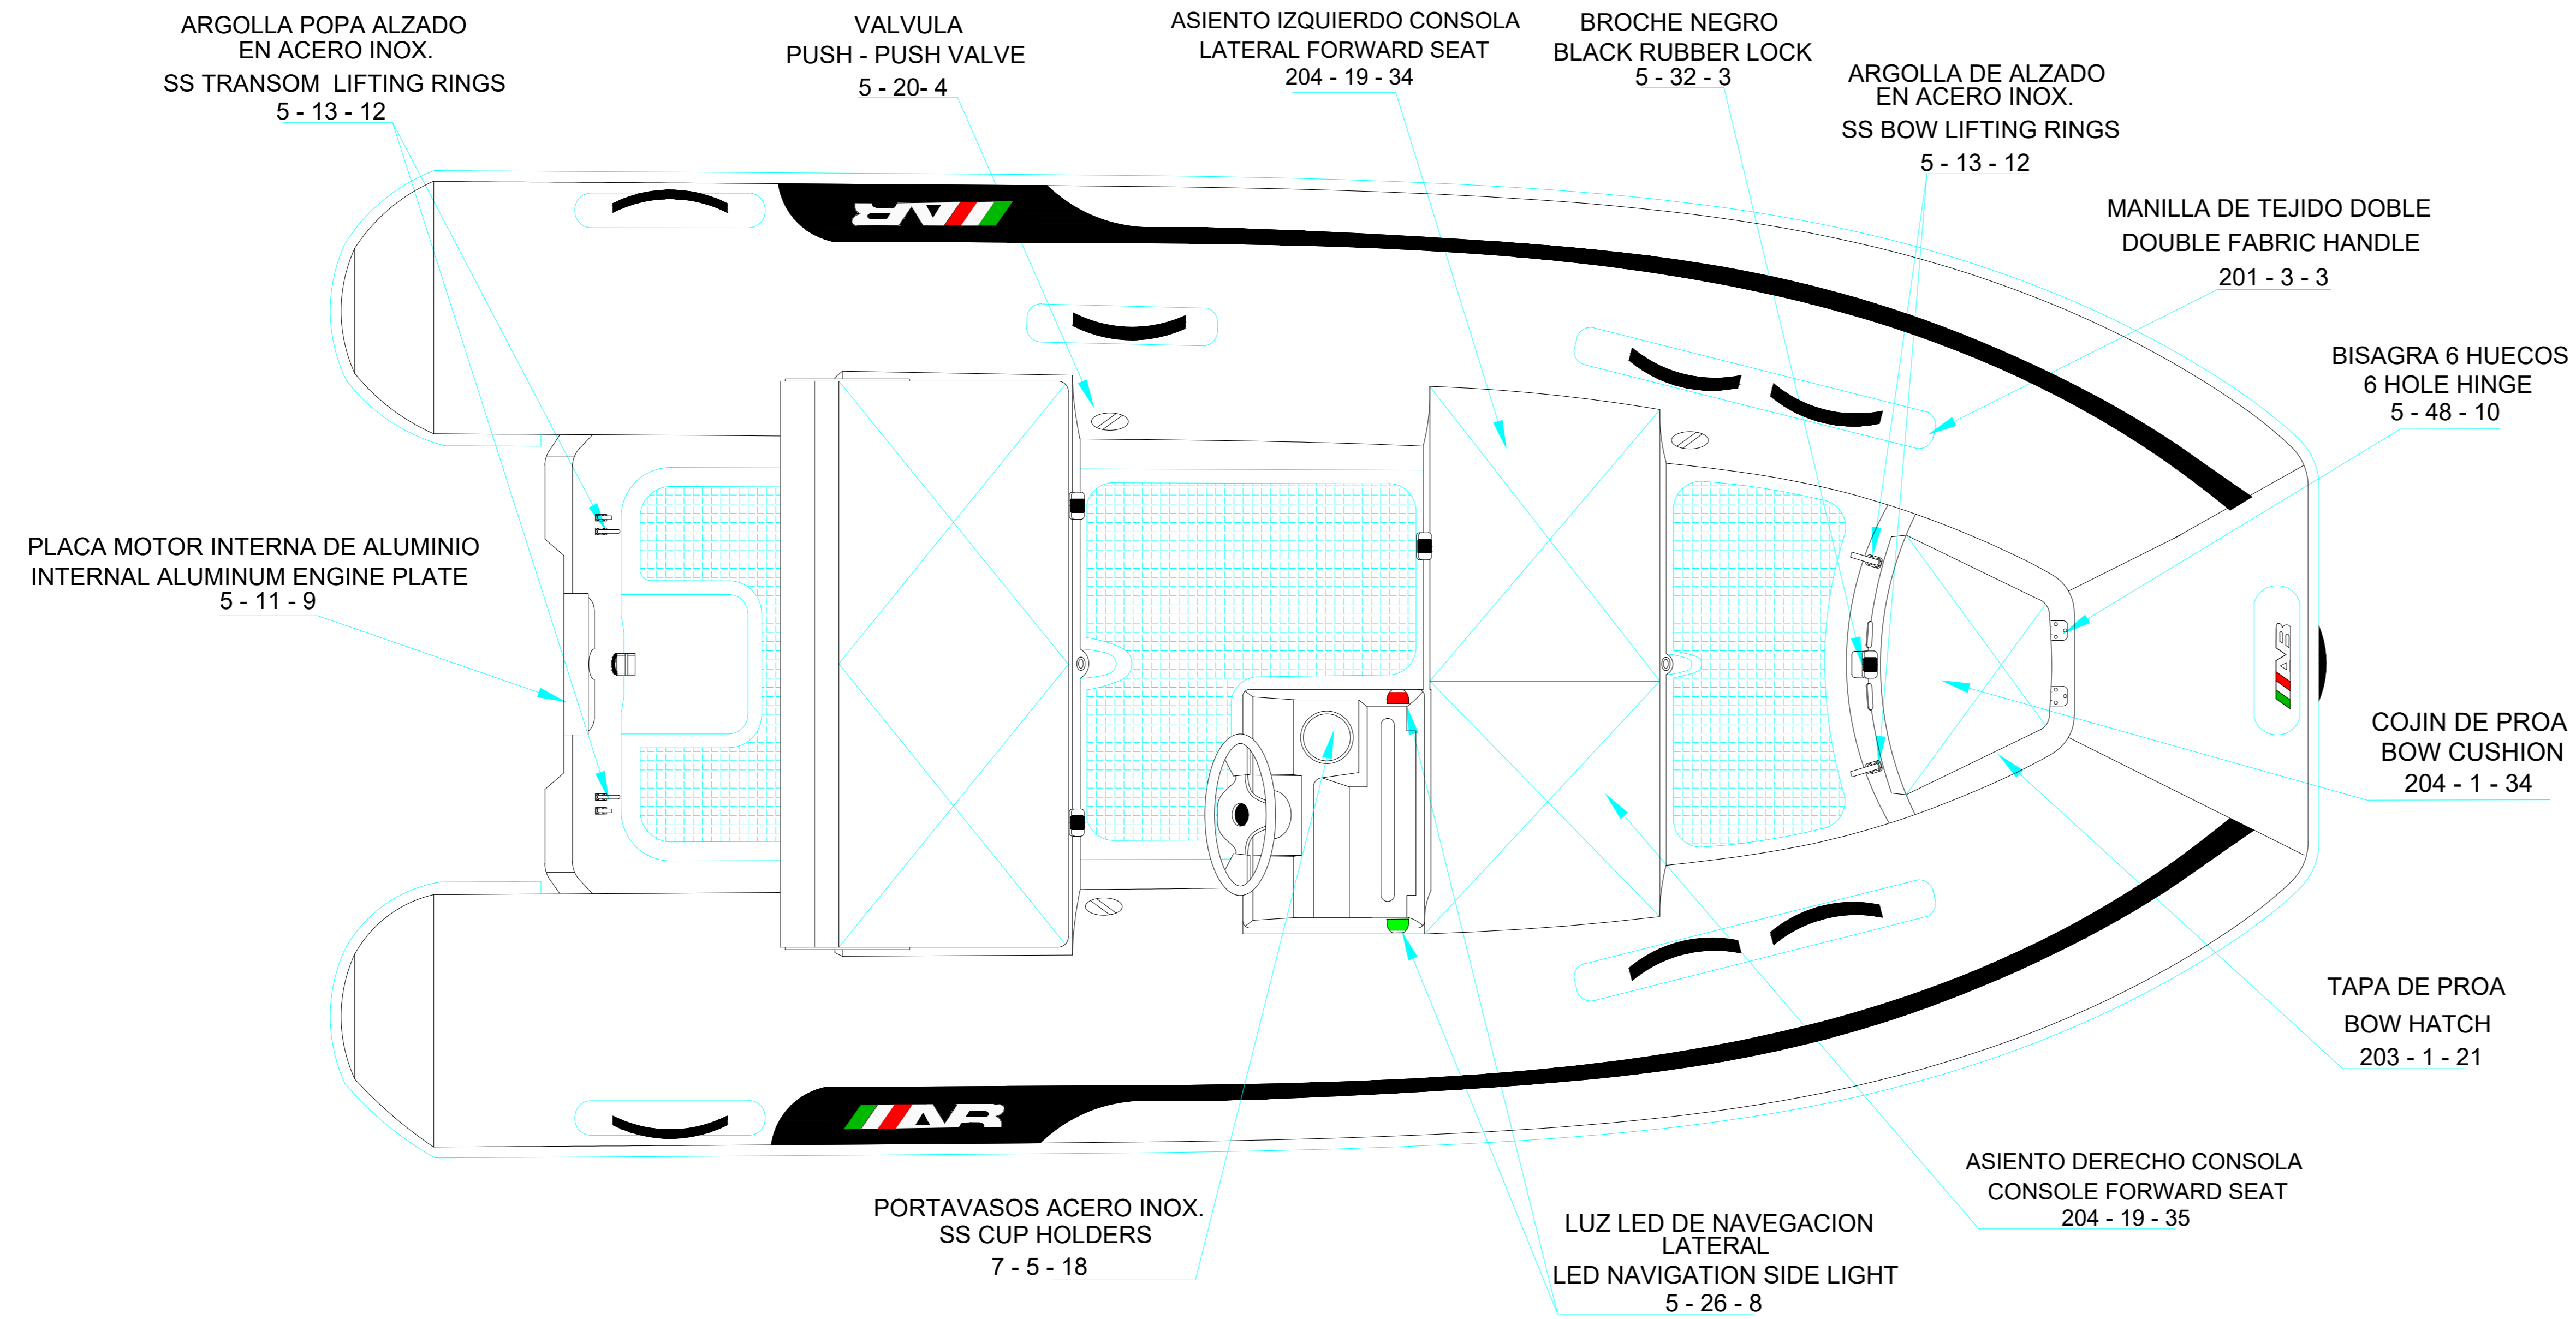 ARGOLLA POPA ALZADO
EN ACERO INOX.
SS TRANSOM LIFTING RINGS
5 - 13 - 12
VALVULA
PUSH - PUSH VALVE
5 - 20- 4
ASIENTO IZQUIERDO CONSOLA
LATERAL FORWARD SEAT
204 - 19 - 34
BROCHE NEGRO
BLACK RUBBER LOCK
5 - 32 - 3
ARGOLLA DE ALZADO
EN ACERO INOX.
SS BOW LIFTING RINGS
5 - 13 - 12
MANILLA DE TEJIDO DOBLE
DOUBLE FABRIC HANDLE
201 - 3 - 3
BISAGRA 6 HUECOS
6 HOLE HINGE
5 - 48 - 10
PLACA MOTOR INTERNA DE ALUMINIO
INTERNAL ALUMINUM ENGINE PLATE
5 - 11 - 9
COJIN DE PROA
BOW CUSHION
204 - 1 - 34
TAPA DE PROA
BOW HATCH
203 - 1 - 21
ASIENTO DERECHO CONSOLA
CONSOLE FORWARD SEAT
204 - 19 - 35
PORTAVASOS ACERO INOX.
SS CUP HOLDERS
7 - 5 - 18
LUZ LED DE NAVEGACION
LATERAL
LED NAVIGATION SIDE LIGHT
5 - 26 - 8
AR
AR